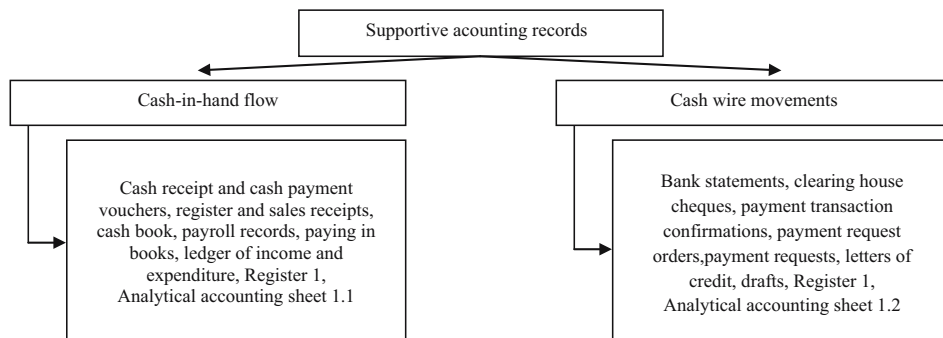 Supportive acounting records
Cash-in-hand flow
Cash wire movements
Cash receipt and cash payment
vouchers, register and sales receipts,
cash book, payroll records, paying in
books, ledger of income and
expenditure, Register 1,
Analytical accounting sheet 1.1
Bank statements, clearing house
cheques, payment transaction
confirmations, payment request
orders,payment requests, letters of
credit, drafts, Register 1,
Analytical accounting sheet 1.2